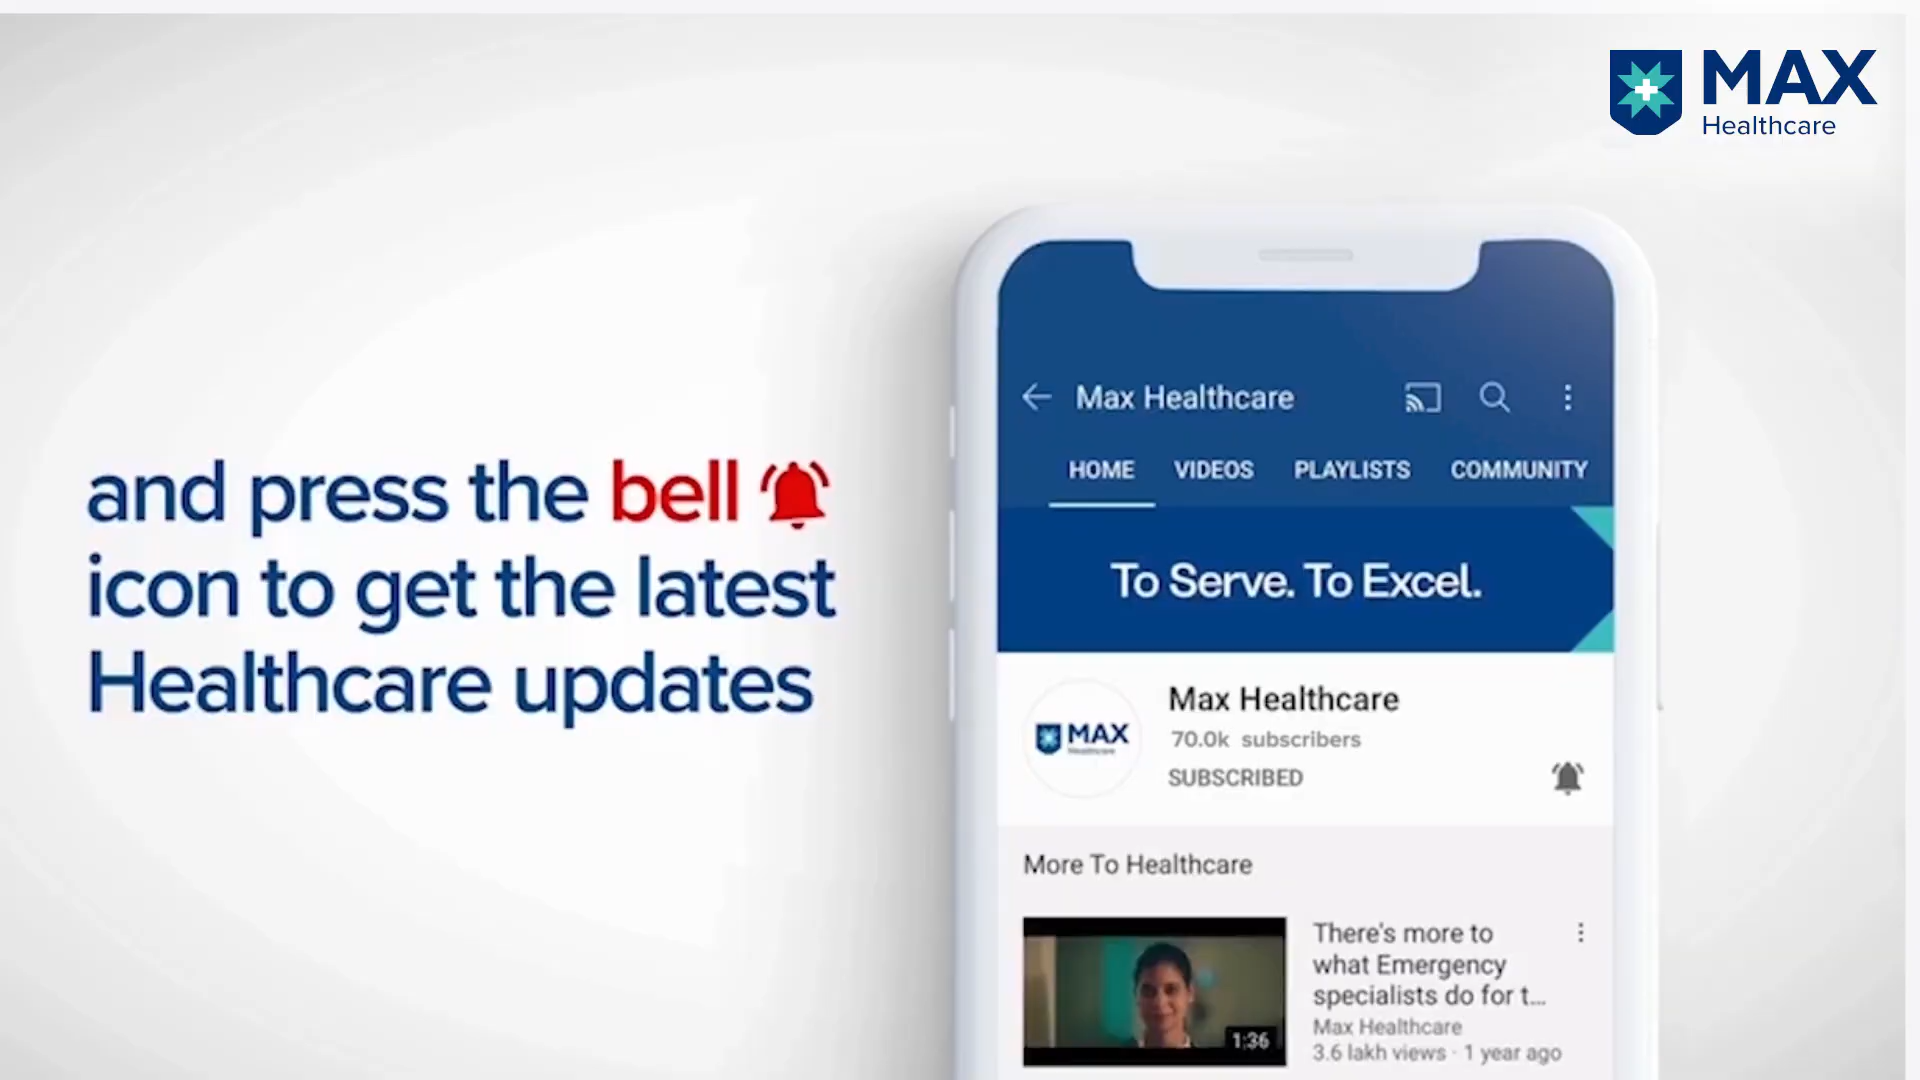 MAX
Healthcare
and press the bell
icon to get the latest
Healthcare updates
Max Healthcare
HOME VIDEOS PLAYLISTS COMMUNITY
To Serve. To Excel.
MAX
Healthcare
Max Healthcare
70.0k subscribers
SUBSCRIBED
More To Healthcare
1:36
There's more to
what Emergency
specialists do for t...
Max Healthcare
3.6 lakh views · 1 year ago